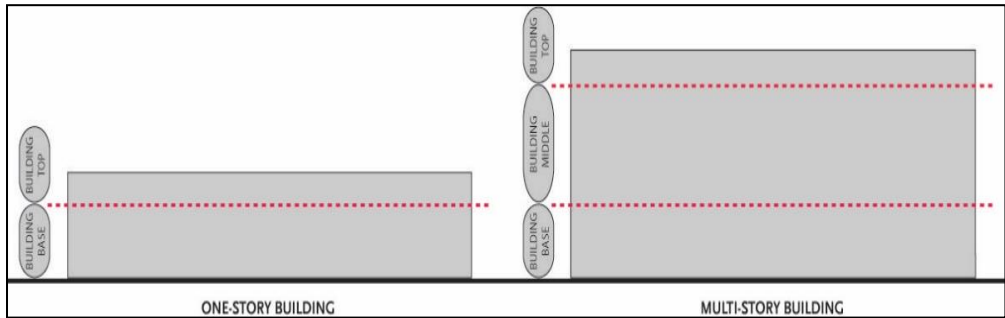 BUILDING
TOP
BUILDING
BASE
ONE-STORY BUILDING
BUILDING
TOP
BUILDING
MIDDLE
BUILDING
BASE
MULTI-STORY BUILDING